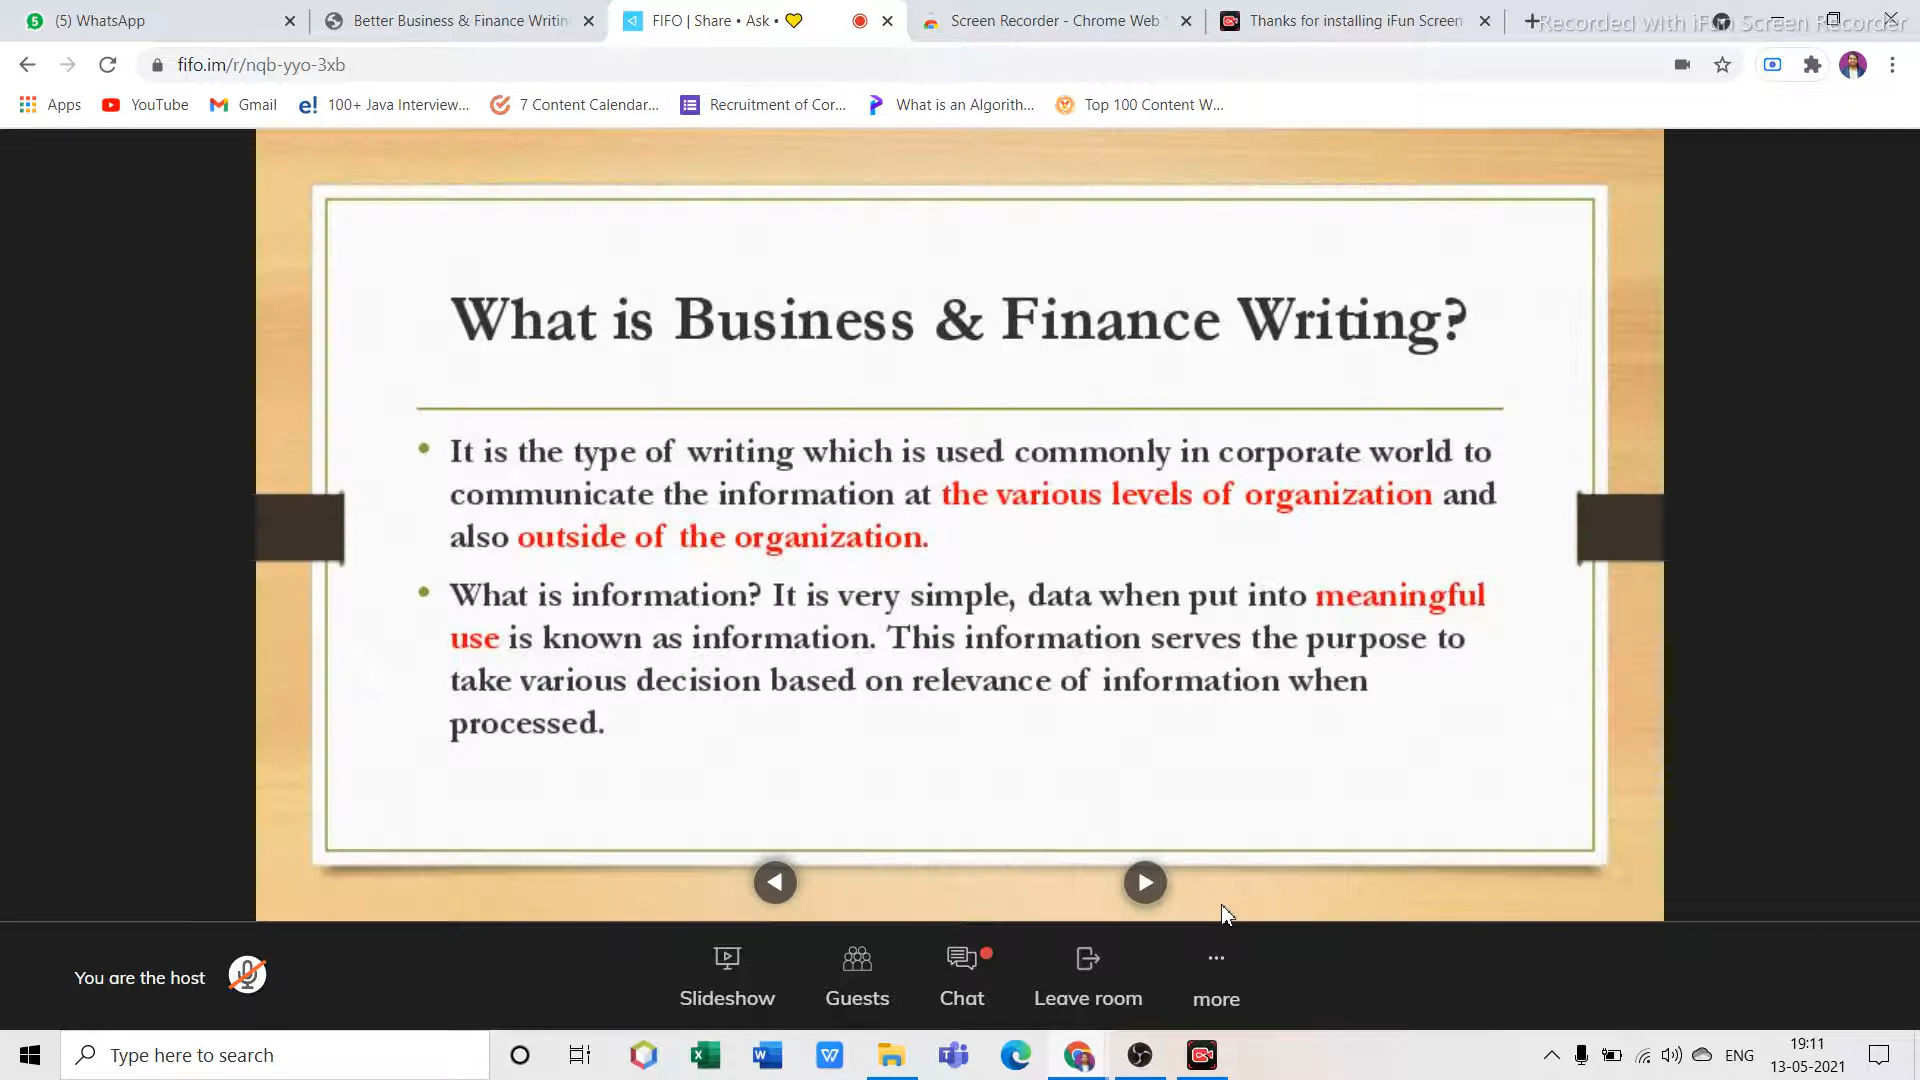 (5) WhatsApp
Better Business & Finance Writin
FIFO | Share • Ask • 💛
Screen Recorder - Chrome Web
Thanks for installing iFun Screen
Recorded with iFun Screen Recorder
fifo.im/r/nqb-yyo-3xb
Apps
YouTube
Gmail
100+ Java Interview...
7 Content Calendar...
Recruitment of Cor...
What is an Algorith...
Top 100 Content W...
What is Business & Finance Writing?
• It is the type of writing which is used commonly in corporate world to
communicate the information at the various levels of organization and
also outside of the organization.
• What is information? It is very simple, data when put into meaningful
use is known as information. This information serves the purpose to
take various decision based on relevance of information when
processed.
You are the host
Slideshow
Guests
Chat
Leave room
more
Type here to search
ENG
19:11
13-05-2021